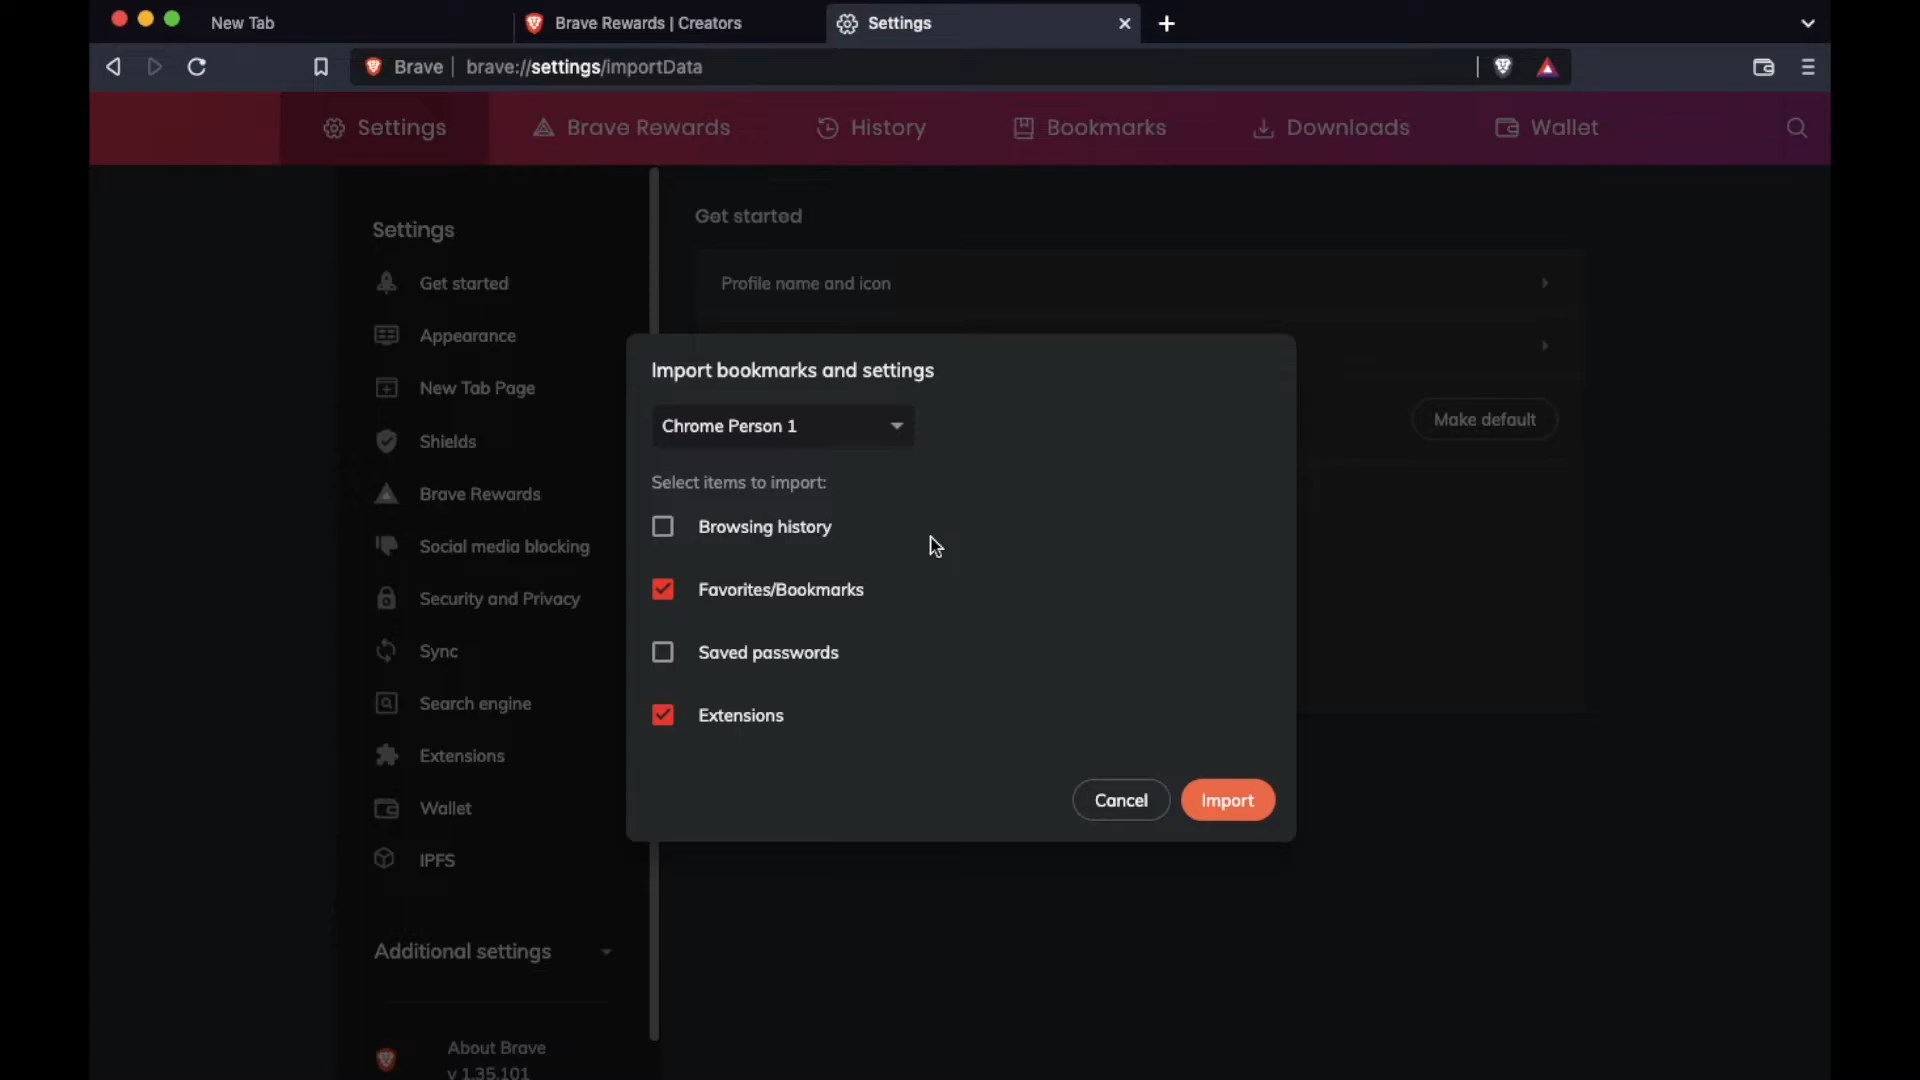 New Tab
Brave Rewards | Creators
Settings
Brave
brave://settings/importData
Settings
Brave Rewards
History
Bookmarks
Downloads
Wallet
Settings
Get started
Appearance
New Tab Page
Shields
Brave Rewards
Social media blocking
Security and Privacy
Sync
Search engine
Extensions
Wallet
IPFS
Additional settings
About Brave
v 1.35.101
Get started
Profile name and icon
Make default
Import bookmarks and settings
Chrome Person 1
Select items to import:
Browsing history
Favorites/Bookmarks
Saved passwords
Extensions
Cancel
Import